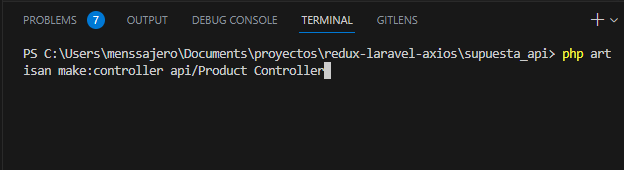 PROBLEMS 7 OUTPUT DEBUG CONSOLE TERMINAL GITLENS
PS C:\Users\menssajero\Documents\proyectos\redux-laravel-axios\supuesta_api> php art
isan make:controller api/Product Controller